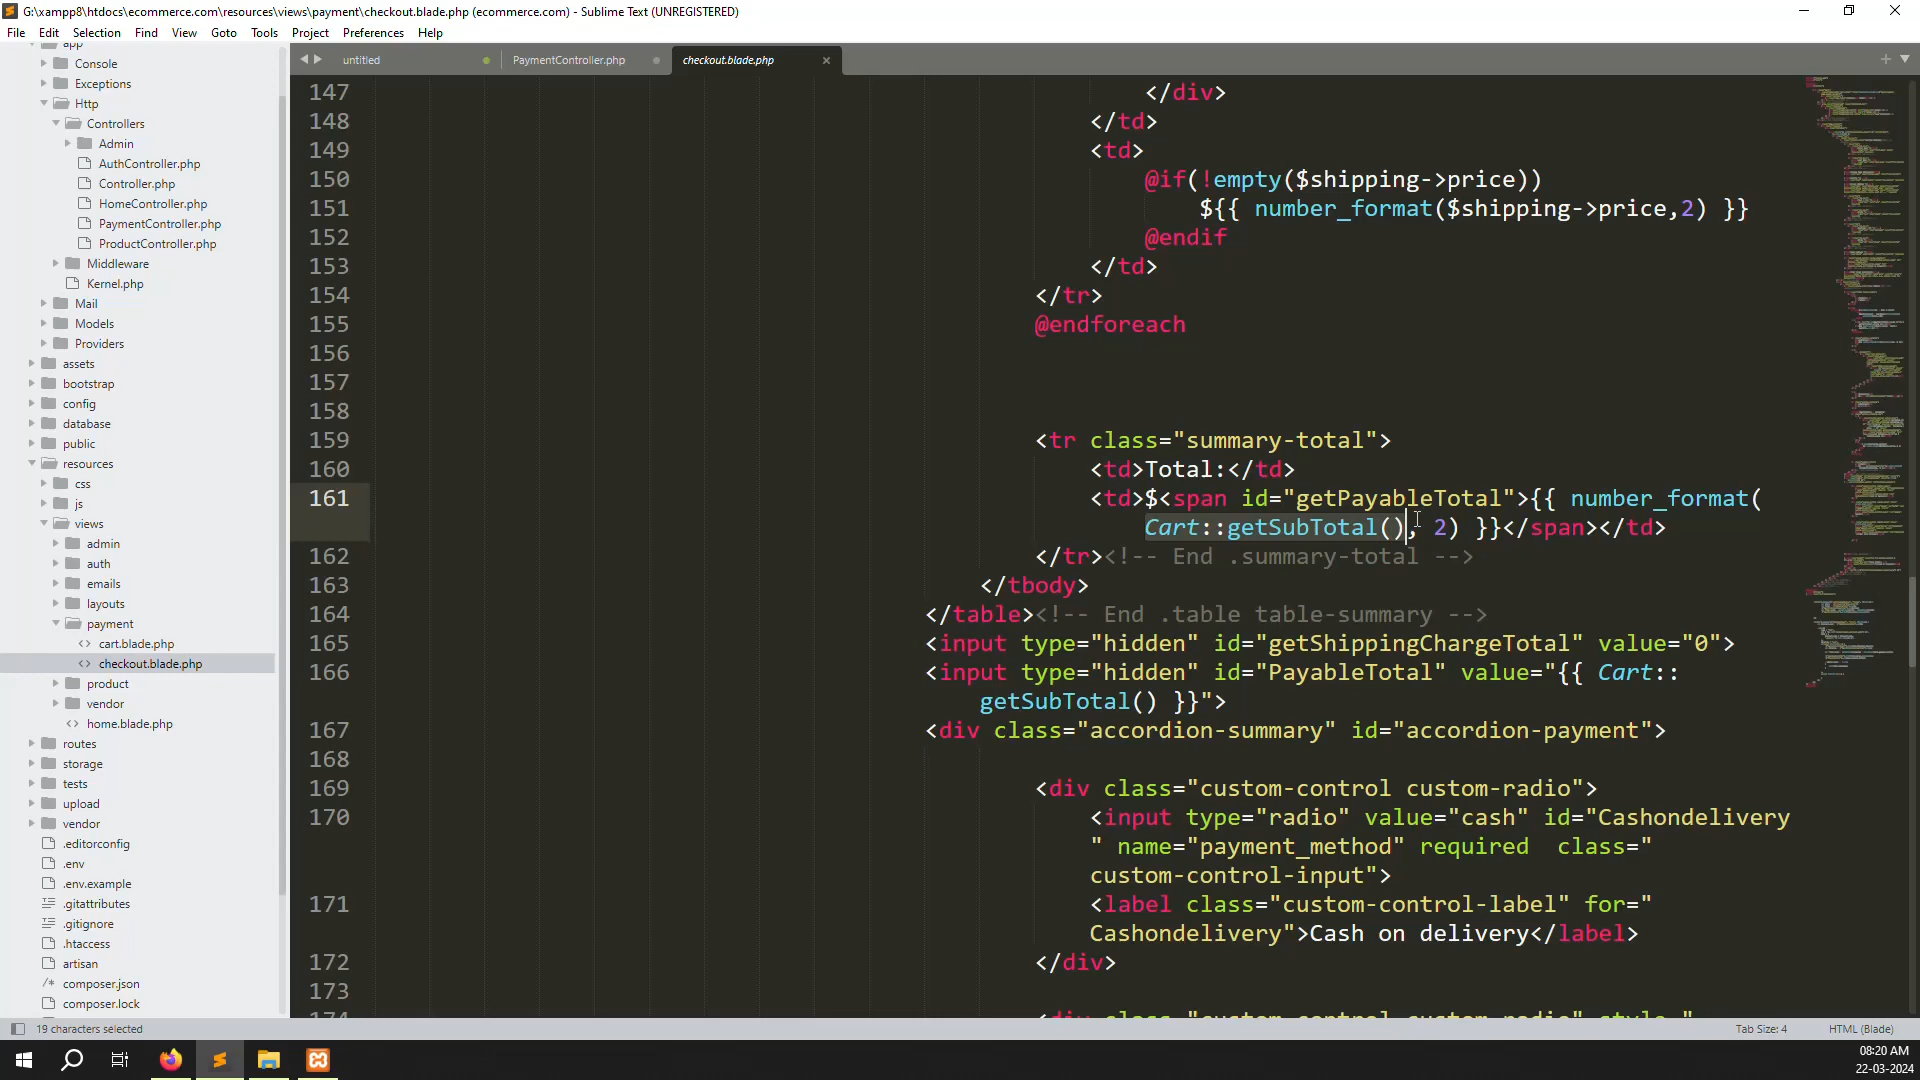 G:\xampp8\htdocs\ecommerce.com\resources\views\payment\checkout.blade.php (ecommerce.com) - Sublime Text (UNREGISTERED)
File Edit Selection Find View Goto Tools Project Preferences Help
app
Console
Exceptions
Http
Controllers
Admin
AuthController.php
Controller.php
HomeController.php
PaymentController.php
ProductController.php
Middleware
Kernel.php
Mail
Models
Providers
assets
bootstrap
config
database
public
resources
css
js
views
admin
auth
emails
layouts
payment
cart.blade.php
checkout.blade.php
product
vendor
home.blade.php
routes
storage
tests
upload
vendor
.editorconfig
.env
.env.example
.gitattributes
.gitignore
.htaccess
artisan
composer.json
composer.lock
untitled PaymentController.php checkout.blade.php
147 </div>
148 </td>
149 <td>
150 @if(!empty($shipping->price))
151 ${{ number_format($shipping->price,2) }}
152 @endif
153 </td>
154 </tr>
155 @endforeach
156
157
158
159 <tr class="summary-total">
160 <td>Total:</td>
161 <td>$<span id="getPayableTotal">{{ number_format(
Cart::getSubTotal(), 2) }}</span></td>
162 </tr><!-- End .summary-total -->
163 </tbody>
164 </table><!-- End .table table-summary -->
165 <input type="hidden" id="getShippingChargeTotal" value="0">
166 <input type="hidden" id="PayableTotal" value="{{ Cart::
getSubTotal() }}">
167 <div class="accordion-summary" id="accordion-payment">
168
169 <div class="custom-control custom-radio">
170 <input type="radio" value="cash" id="Cashondelivery
" name="payment_method" required  class="
custom-control-input">
171 <label class="custom-control-label" for="
Cashondelivery">Cash on delivery</label>
172 </div>
173
174 <div class="custom-control custom-radio" style="
19 characters selected Tab Size: 4 HTML (Blade)
08:20 AM
22-03-2024